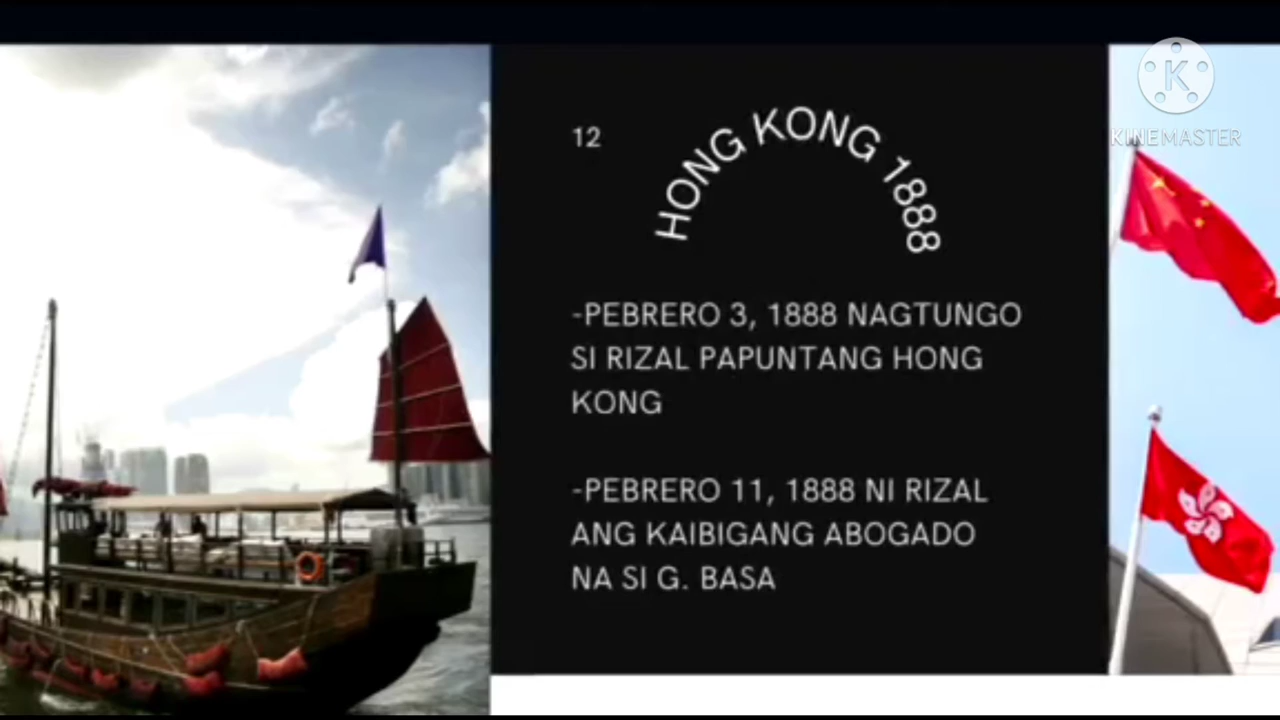 12
HONG KONG 1888
-PEBRERO 3, 1888 NAGTUNGO
SI RIZAL PAPUNTANG HONG
KONG
-PEBRERO 11, 1888 NI RIZAL
ANG KAIBIGANG ABOGADO
NA SI G. BASA
K
KINEMASTER